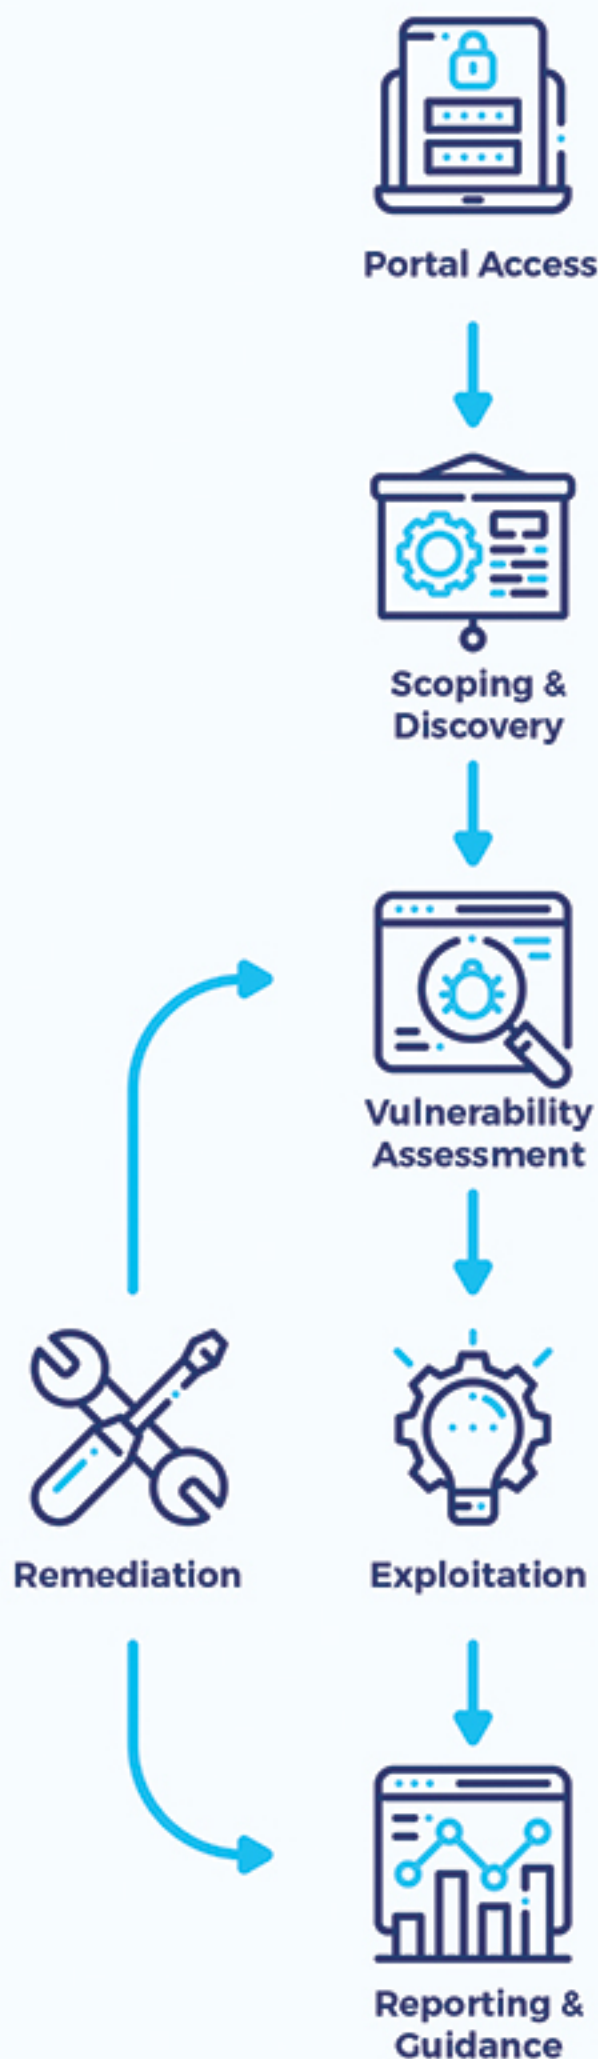 Portal Access
Scoping &
Discovery
Vulnerability
Assessment
Remediation
Exploitation
Reporting &
Guidance